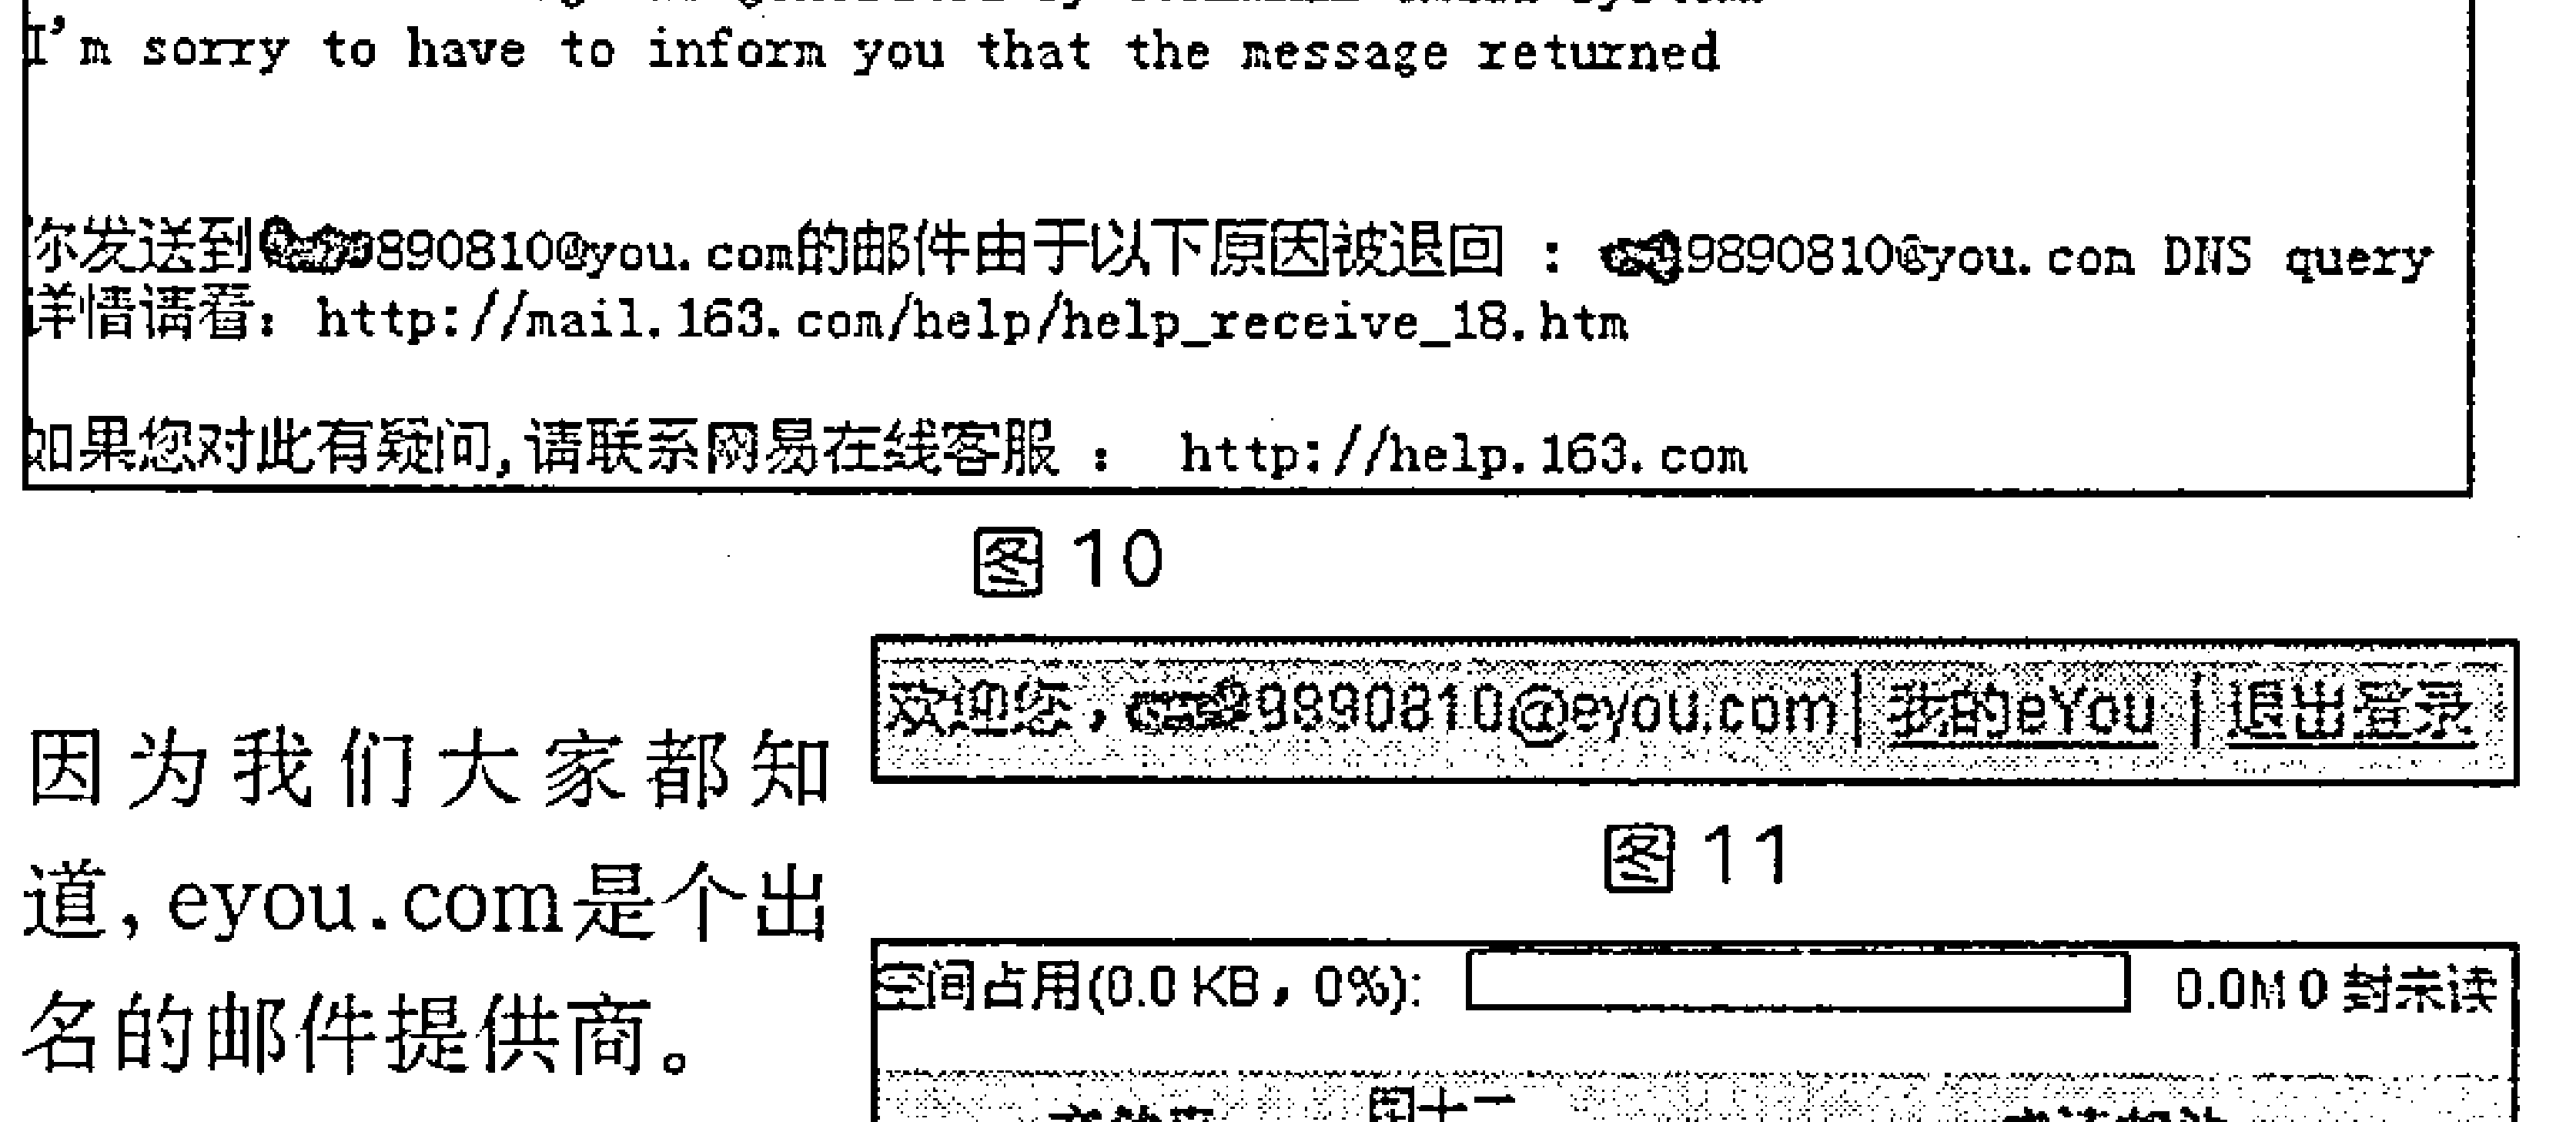 I'm sorry to have to inform you that the message returned
你发送到9890810@you.com的邮件由于以下原因被退回 : 9890810@you.com DNS query
详情请看: http://mail.163.com/help/help_receive_18.htm
如果您对此有疑问,请联系网易在线客服 : http://help.163.com
图 10
欢迎您,9890810@eyou.com | 我的eYou | 退出登录
图 11
因为我们大家都知
道,eyou.com是个出
名的邮件提供商。
空间占用(0.0 KB, 0%): 0.0M 0 封未读